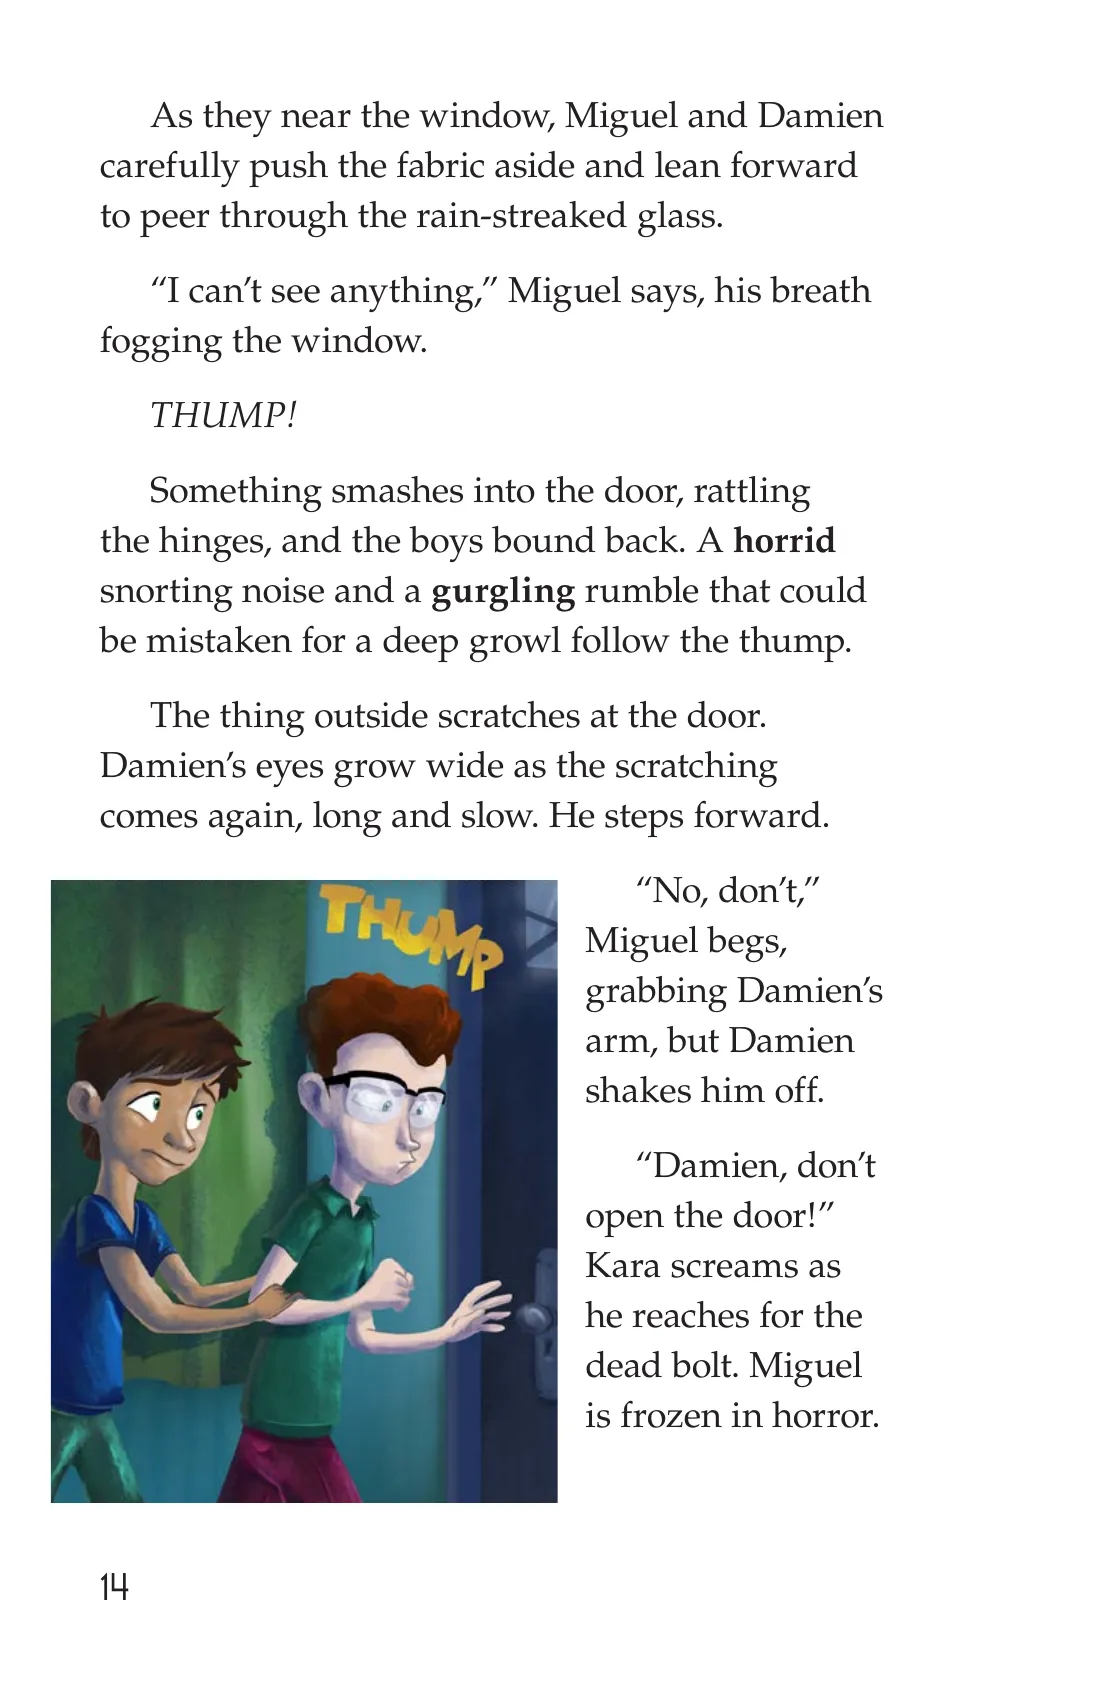 As they near the window, Miguel and Damien
carefully push the fabric aside and lean forward
to peer through the rain-streaked glass.
“I can’t see anything,” Miguel says, his breath
fogging the window.
THUMP!
Something smashes into the door, rattling
the hinges, and the boys bound back. A horrid
snorting noise and a gurgling rumble that could
be mistaken for a deep growl follow the thump.
The thing outside scratches at the door.
Damien’s eyes grow wide as the scratching
comes again, long and slow. He steps forward.
THUMP
“No, don’t,”
Miguel begs,
grabbing Damien’s
arm, but Damien
shakes him off.
“Damien, don’t
open the door!”
Kara screams as
he reaches for the
dead bolt. Miguel
is frozen in horror.
14